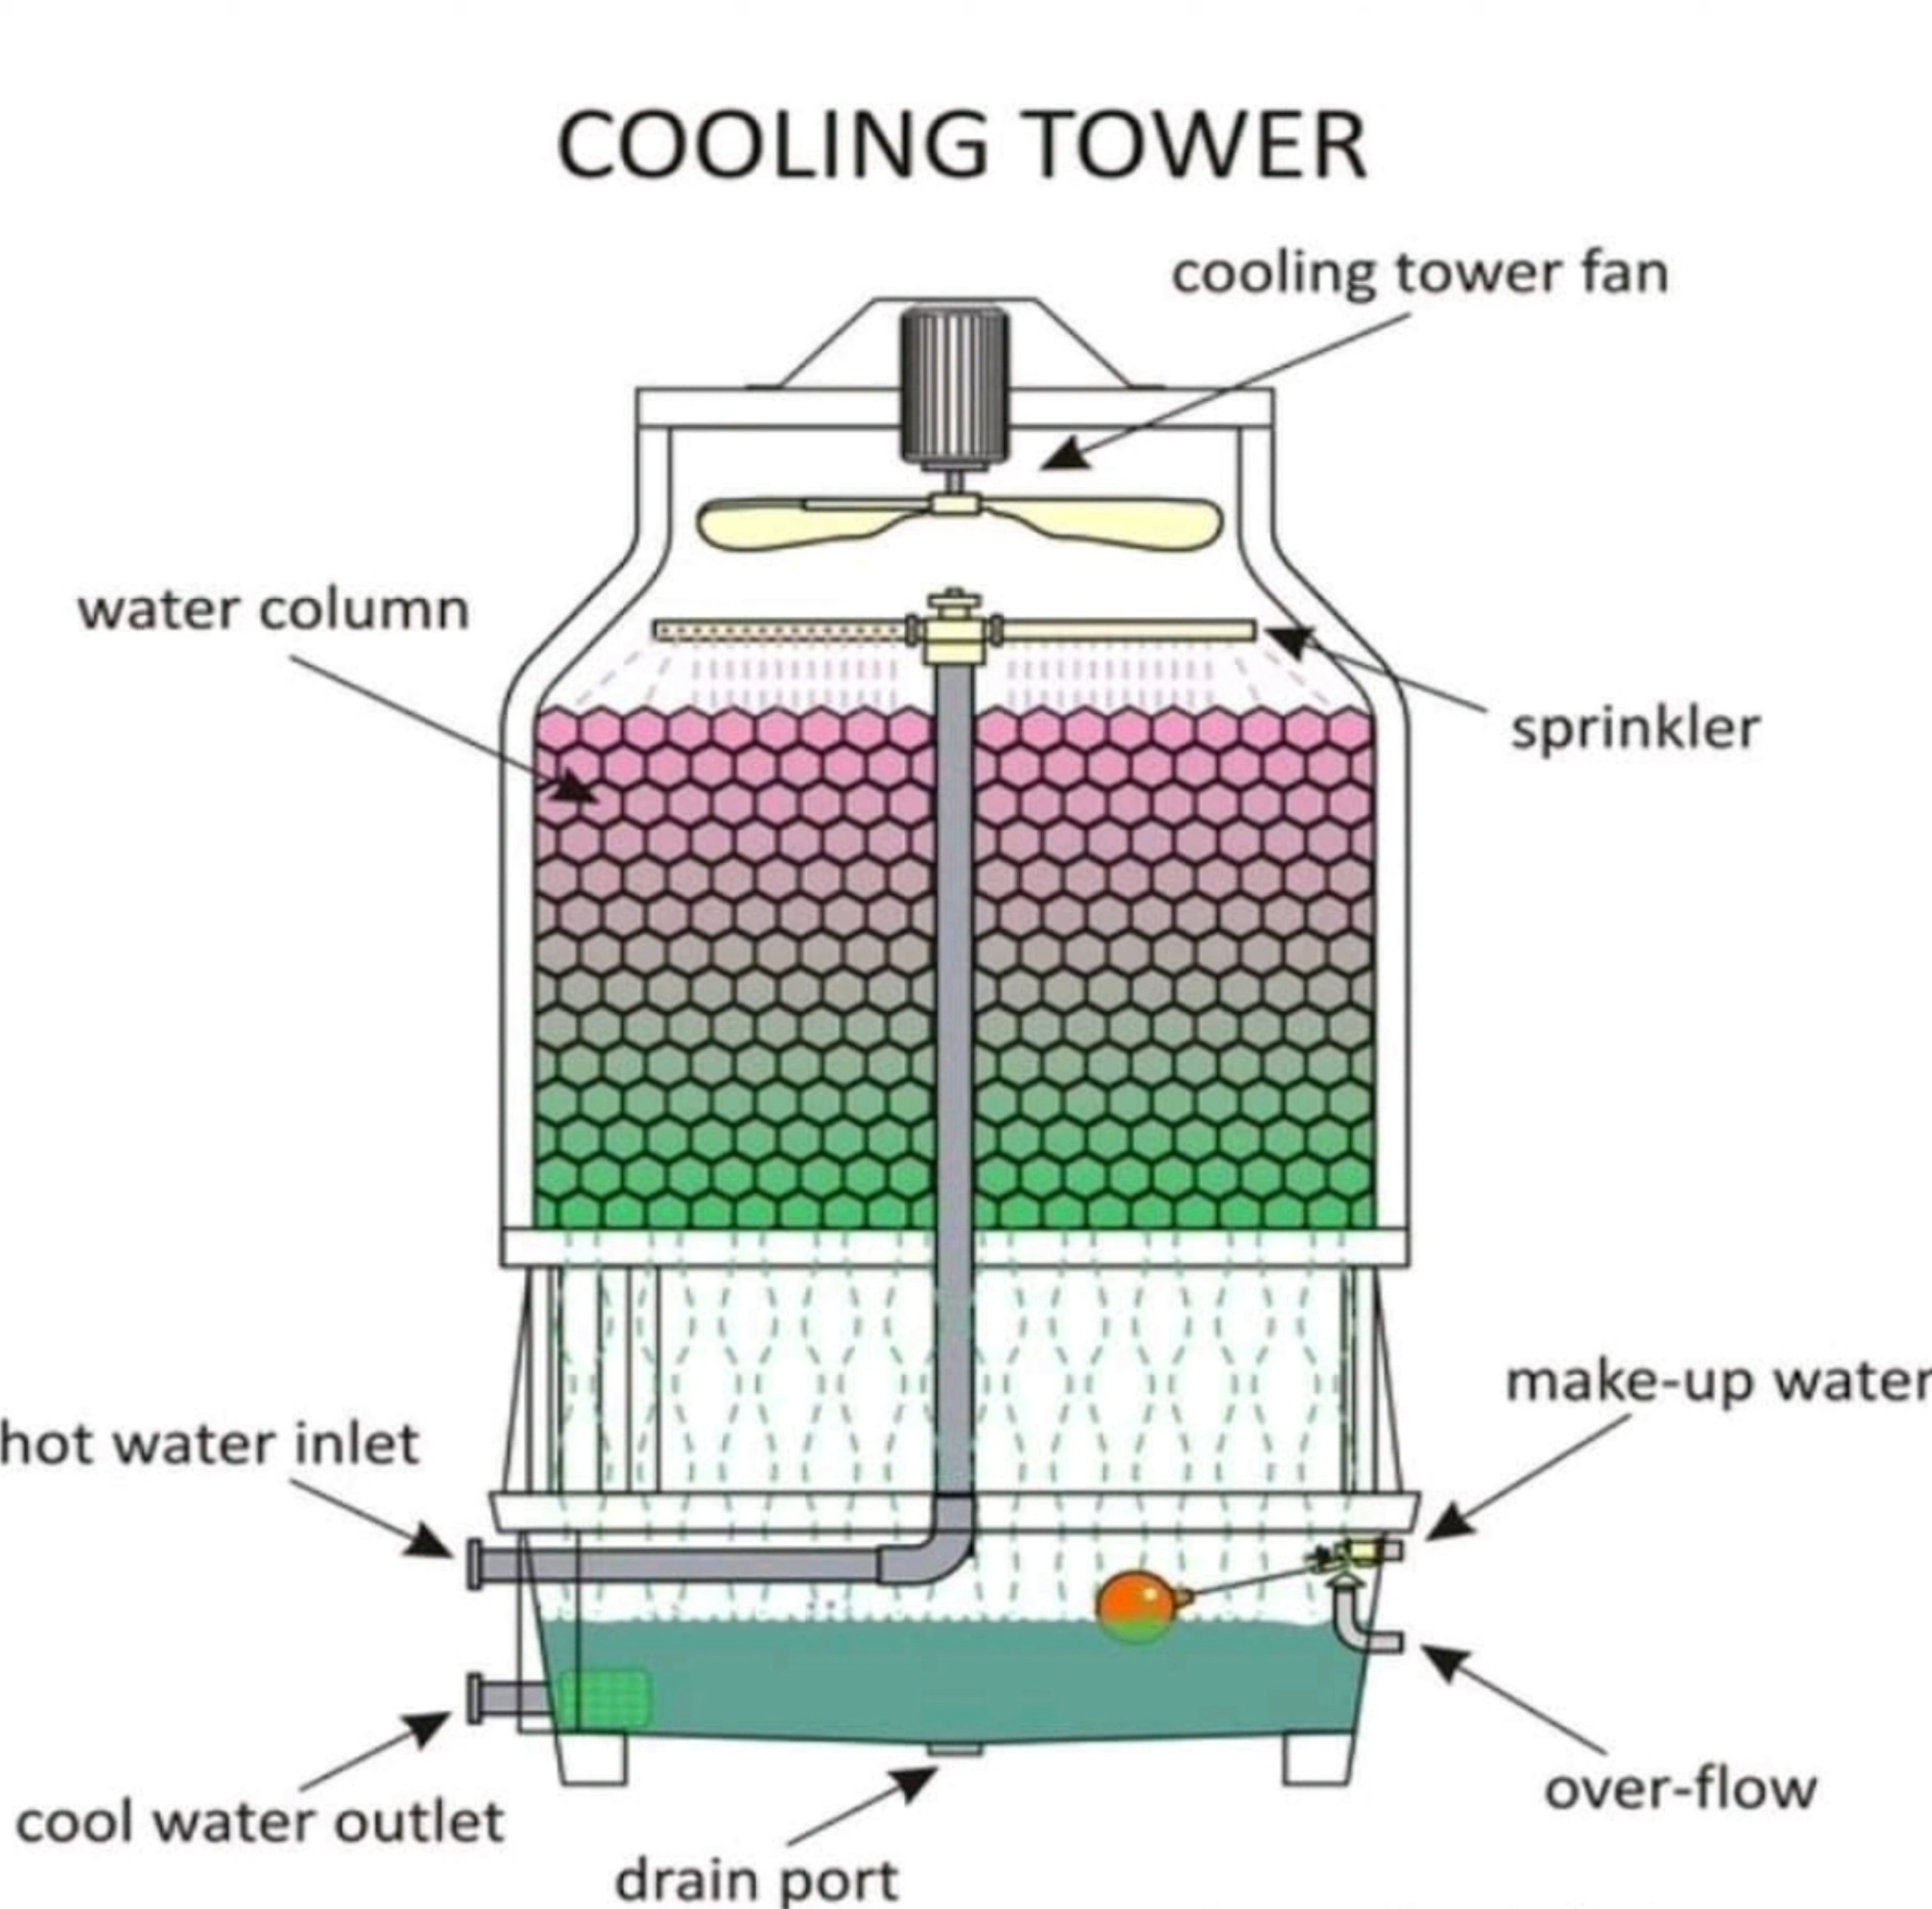 COOLING TOWER
cooling tower fan
water column
sprinkler
make-up water
hot water inlet
over-flow
cool water outlet
drain port